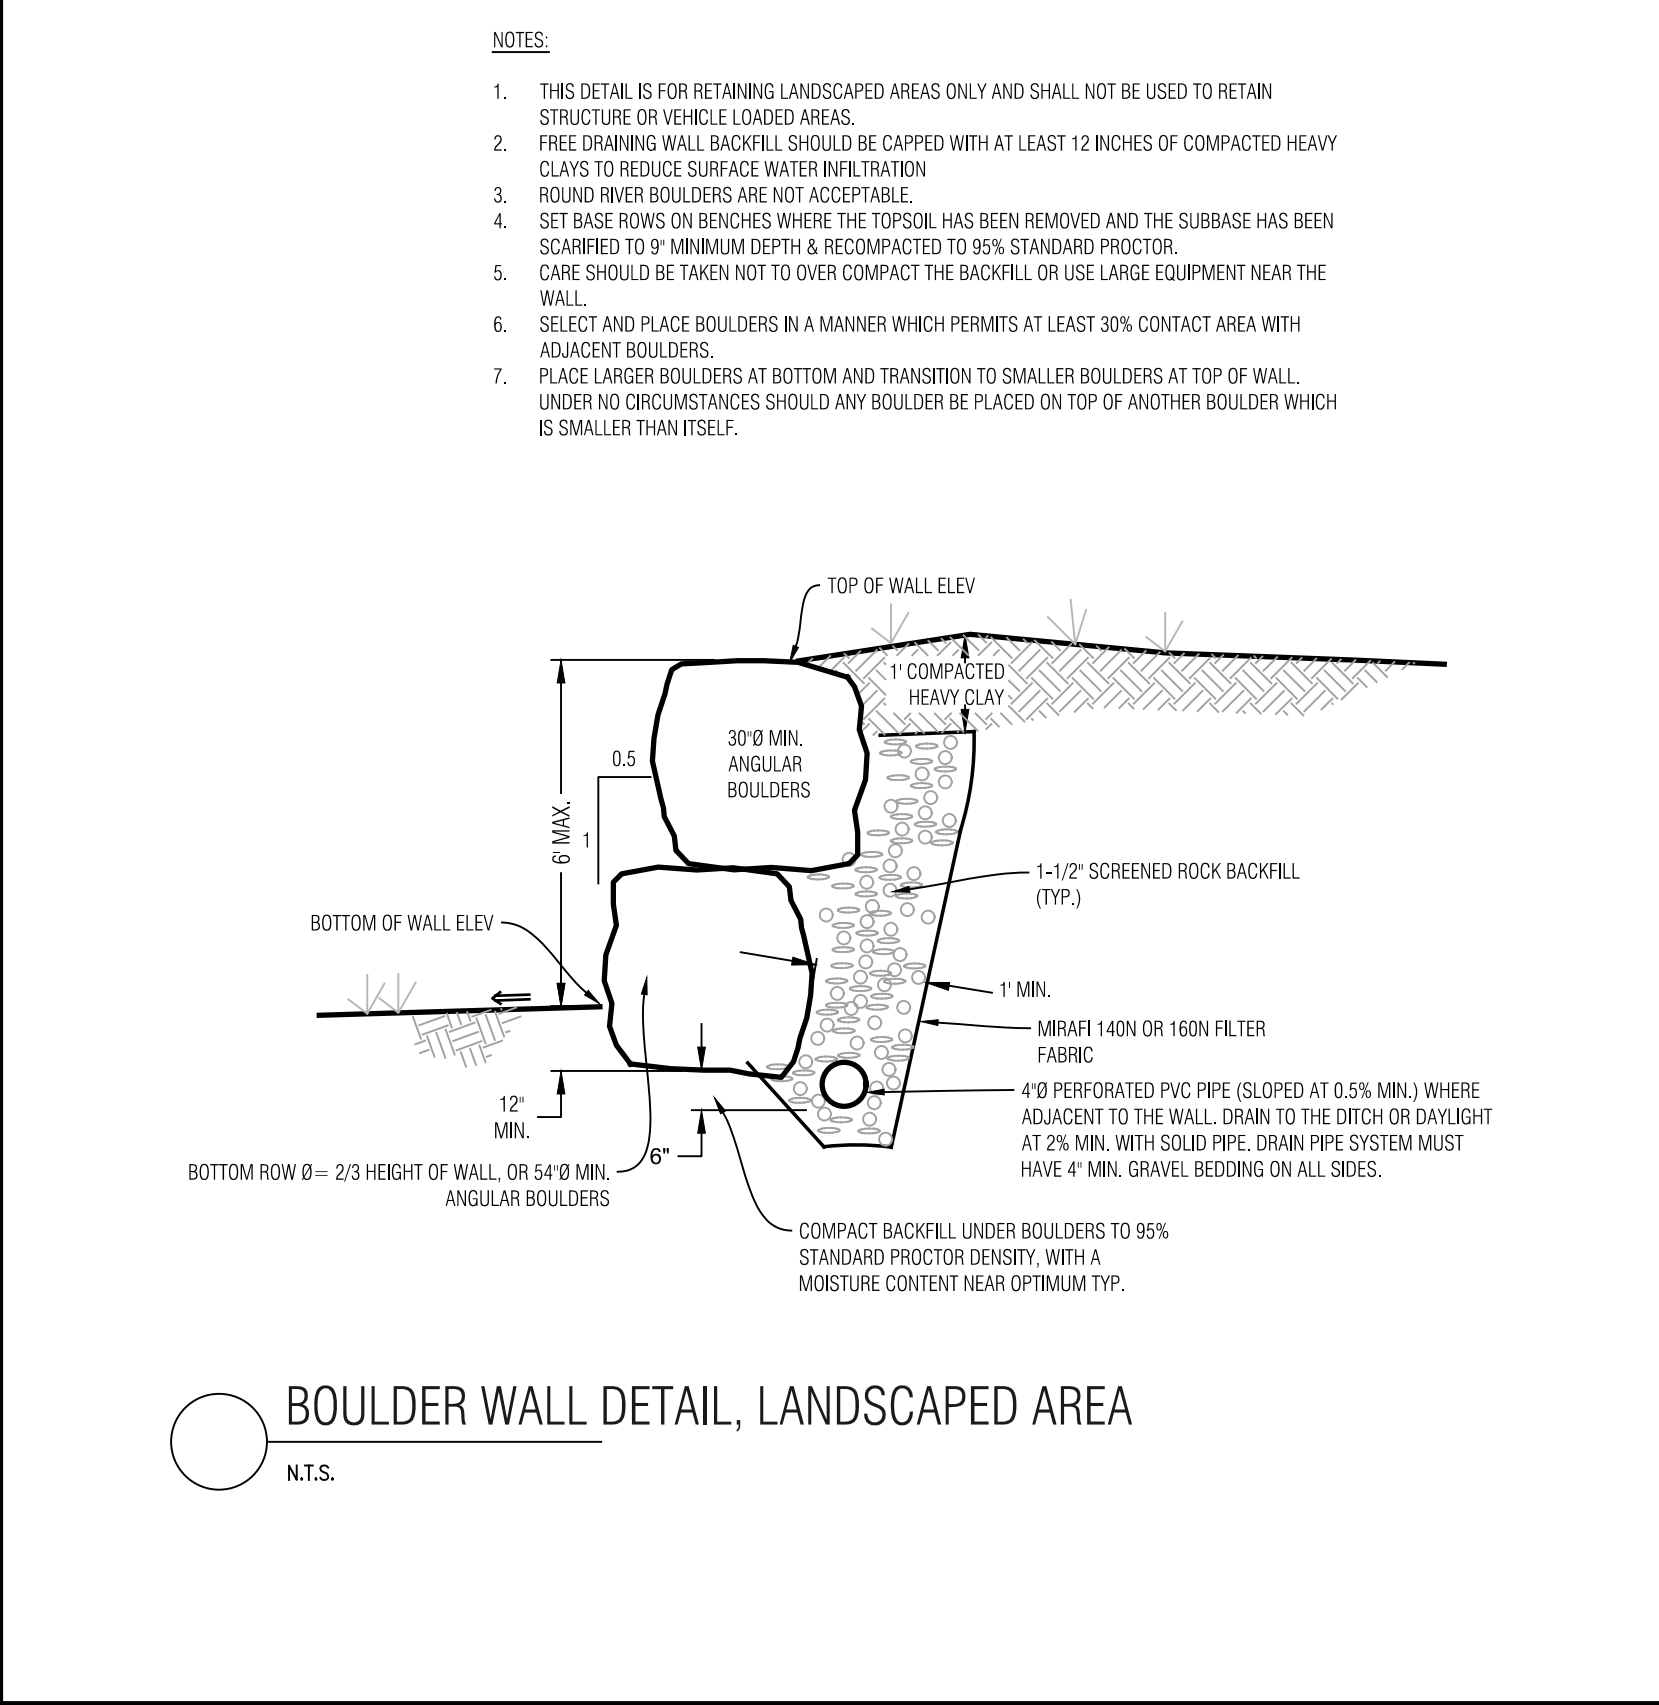 NOTES:
1. THIS DETAIL IS FOR RETAINING LANDSCAPED AREAS ONLY AND SHALL NOT BE USED TO RETAIN
STRUCTURE OR VEHICLE LOADED AREAS.
2. FREE DRAINING WALL BACKFILL SHOULD BE CAPPED WITH AT LEAST 12 INCHES OF COMPACTED HEAVY
CLAYS TO REDUCE SURFACE WATER INFILTRATION
3. ROUND RIVER BOULDERS ARE NOT ACCEPTABLE.
4. SET BASE ROWS ON BENCHES WHERE THE TOPSOIL HAS BEEN REMOVED AND THE SUBBASE HAS BEEN
SCARIFIED TO 9" MINIMUM DEPTH & RECOMPACTED TO 95% STANDARD PROCTOR.
5. CARE SHOULD BE TAKEN NOT TO OVER COMPACT THE BACKFILL OR USE LARGE EQUIPMENT NEAR THE
WALL.
6. SELECT AND PLACE BOULDERS IN A MANNER WHICH PERMITS AT LEAST 30% CONTACT AREA WITH
ADJACENT BOULDERS.
7. PLACE LARGER BOULDERS AT BOTTOM AND TRANSITION TO SMALLER BOULDERS AT TOP OF WALL.
UNDER NO CIRCUMSTANCES SHOULD ANY BOULDER BE PLACED ON TOP OF ANOTHER BOULDER WHICH
IS SMALLER THAN ITSELF.
TOP OF WALL ELEV
1' COMPACTED
HEAVY CLAY
30"Ø MIN.
ANGULAR
BOULDERS
0.5
1
6' MAX.
1-1/2" SCREENED ROCK BACKFILL
(TYP.)
BOTTOM OF WALL ELEV
1' MIN.
MIRAFI 140N OR 160N FILTER
FABRIC
4"Ø PERFORATED PVC PIPE (SLOPED AT 0.5% MIN.) WHERE
ADJACENT TO THE WALL. DRAIN TO THE DITCH OR DAYLIGHT
AT 2% MIN. WITH SOLID PIPE. DRAIN PIPE SYSTEM MUST
HAVE 4" MIN. GRAVEL BEDDING ON ALL SIDES.
12"
MIN.
6"
BOTTOM ROW Ø= 2/3 HEIGHT OF WALL, OR 54"Ø MIN.
ANGULAR BOULDERS
COMPACT BACKFILL UNDER BOULDERS TO 95%
STANDARD PROCTOR DENSITY, WITH A
MOISTURE CONTENT NEAR OPTIMUM TYP.
BOULDER WALL DETAIL, LANDSCAPED AREA
N.T.S.